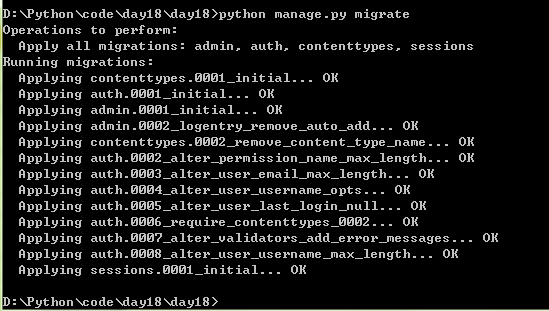 D:\Python\code\day18\day18>python manage.py migrate
Operations to perform:
  Apply all migrations: admin, auth, contenttypes, sessions
Running migrations:
  Applying contenttypes.0001_initial... OK
  Applying auth.0001_initial... OK
  Applying admin.0001_initial... OK
  Applying admin.0002_logentry_remove_auto_add... OK
  Applying contenttypes.0002_remove_content_type_name... OK
  Applying auth.0002_alter_permission_name_max_length... OK
  Applying auth.0003_alter_user_email_max_length... OK
  Applying auth.0004_alter_user_username_opts... OK
  Applying auth.0005_alter_user_last_login_null... OK
  Applying auth.0006_require_contenttypes_0002... OK
  Applying auth.0007_alter_validators_add_error_messages... OK
  Applying auth.0008_alter_user_username_max_length... OK
  Applying sessions.0001_initial... OK
D:\Python\code\day18\day18>